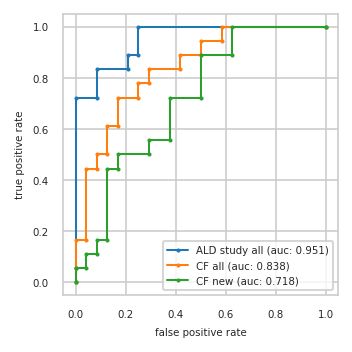 1.0
0.8
0.6
0.4
0.2
0.0
true positive rate
ALD study all (auc: 0.951)
CF all (auc: 0.838)
CF new (auc: 0.718)
0.0 0.2 0.4 0.6 0.8 1.0
false positive rate